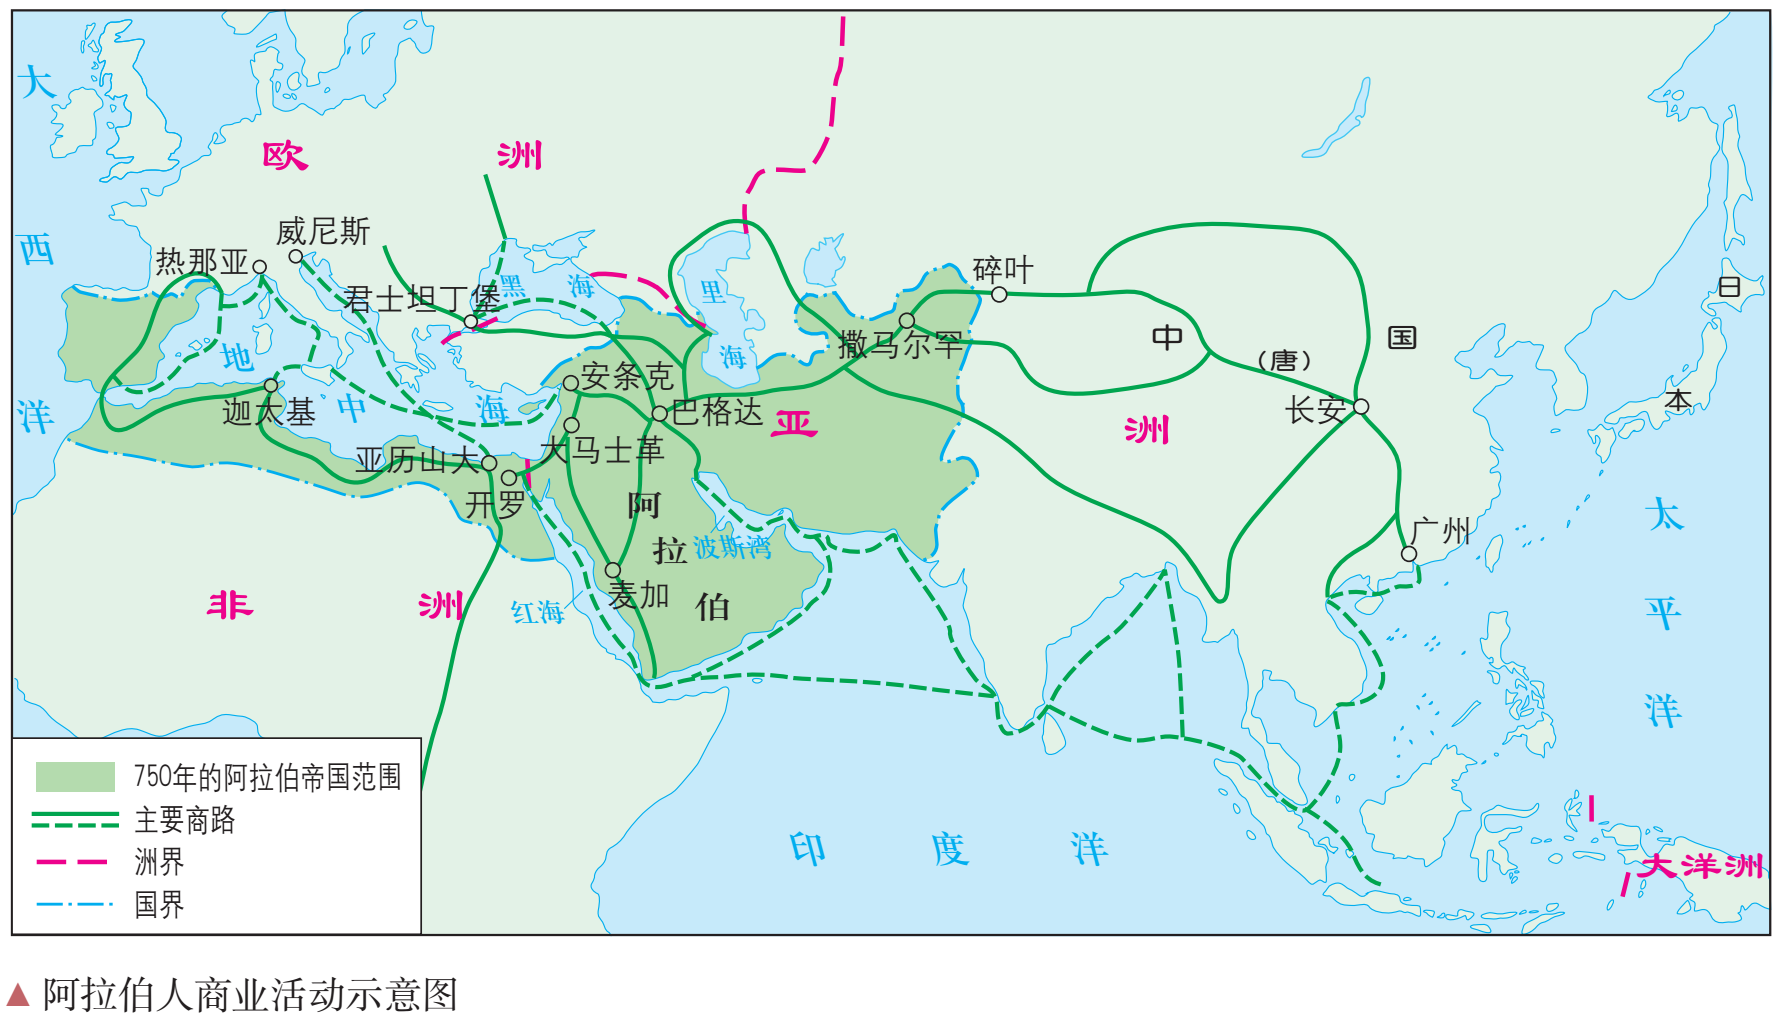 欧洲
大西洋
威尼斯
热那亚
君士坦丁堡
黑海
里海
碎叶
撒马尔罕
中国
（唐）
日本
地中海
安条克
巴格达
迦太基
大马士革
亚历山大
开罗
亚洲
长安
广州
阿拉伯
波斯湾
麦加
红海
非洲
太平洋
印度洋
大洋洲
750年的阿拉伯帝国范围
主要商路
洲界
国界
▲ 阿拉伯人商业活动示意图